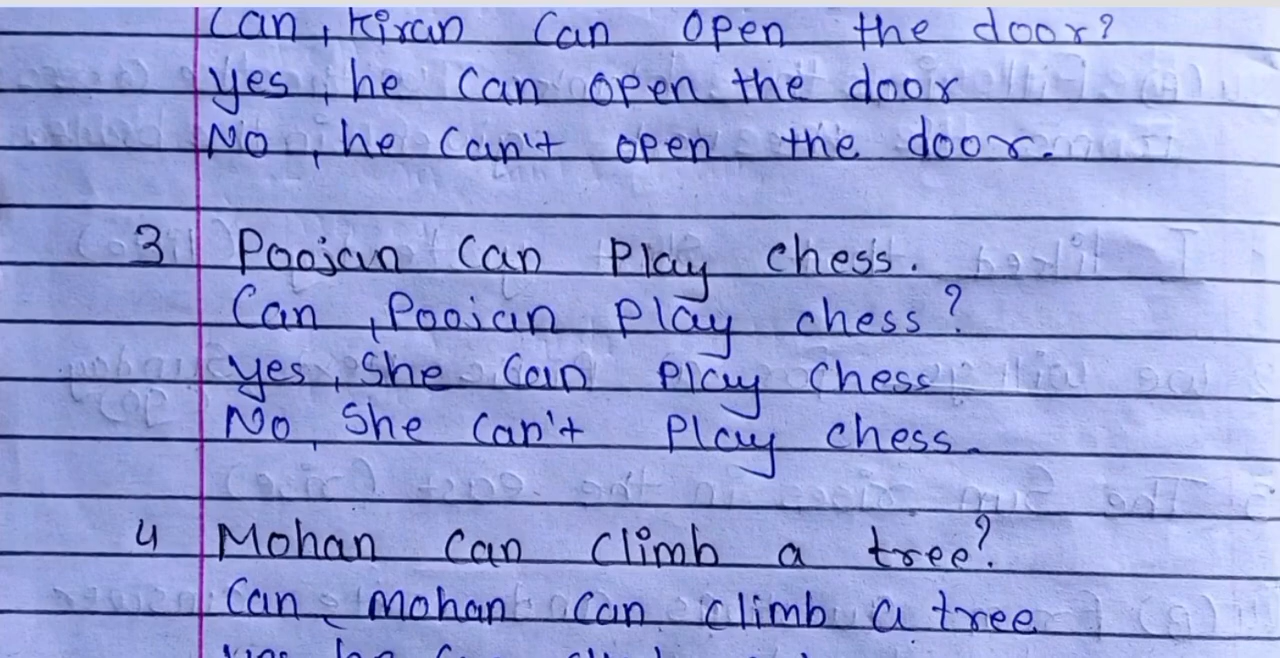 Can, Kiran Can Open the door?
yes, he Can open the door
No, he Can't open the door.
3 Poojan Can Play chess.
Can, Poojan Play chess?
yes, She Can Play Chess
No, She Can't Play chess.
4 Mohan Can Climb a tree?
Can, mohan Can climb a tree